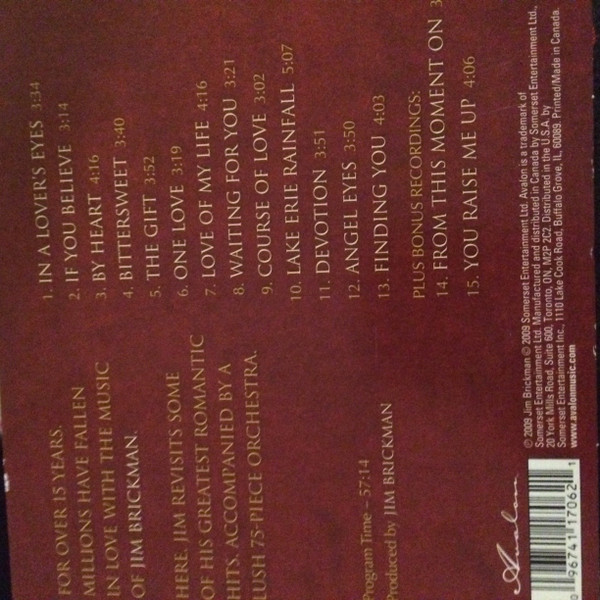 FOR OVER 15 YEARS,
MILLIONS HAVE FALLEN
IN LOVE WITH THE MUSIC
OF JIM BRICKMAN.
HERE, JIM REVISITS SOME
OF HIS GREATEST ROMANTIC
HITS, ACCOMPANIED BY A
LUSH 75-PIECE ORCHESTRA.
Program Time – 57:14
Produced by JIM BRICKMAN
1. IN A LOVERS EYES 3:34
2. IF YOU BELIEVE 3:14
3. BY HEART 4:16
4. BITTERSWEET 3:40
5. THE GIFT 3:52
6. ONE LOVE 3:19
7. LOVE OF MY LIFE 4:16
8. WAITING FOR YOU 3:21
9. COURSE OF LOVE 3:02
10. LAKE ERIE RAINFALL 5:07
11. DEVOTION 3:51
12. ANGEL EYES 3:50
13. FINDING YOU 4:03
PLUS BONUS RECORDINGS:
14. FROM THIS MOMENT ON 3
15. YOU RAISE ME UP 4:06
Avalon
0 96741 17062 1
℗ 2009 Jim Brickman © 2009 Somerset Entertainment Ltd. Avalon is a trademark of
Somerset Entertainment Ltd. Manufactured and distributed in Canada by Somerset Entertainment Ltd.,
20 York Mills Road, Suite 600, Toronto, ON, M2P 2C2. Distributed in the U.S.A. by
Somerset Entertainment Inc., 1110 Lake Cook Road, Buffalo Grove, IL, 60089. Printed/Made in Canada.
www.avalonmusic.com